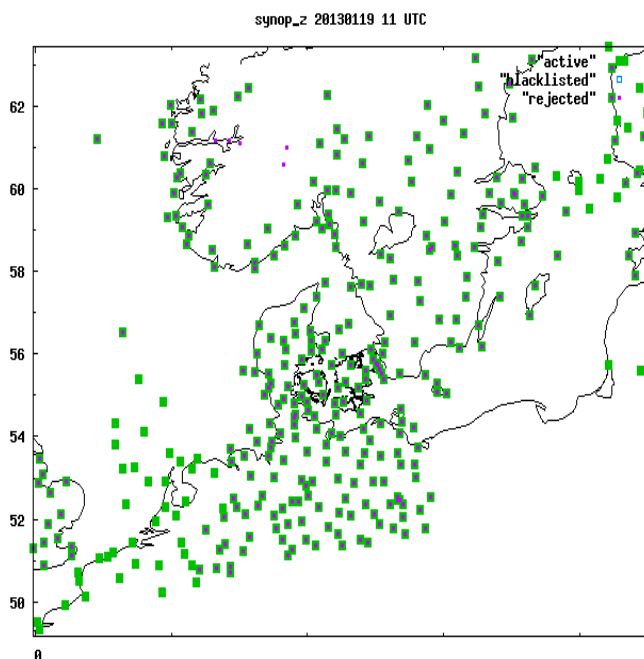 synop_z 20130119 11 UTC
"active"
"blacklisted"
"rejected"
62
60
58
56
54
52
50
0